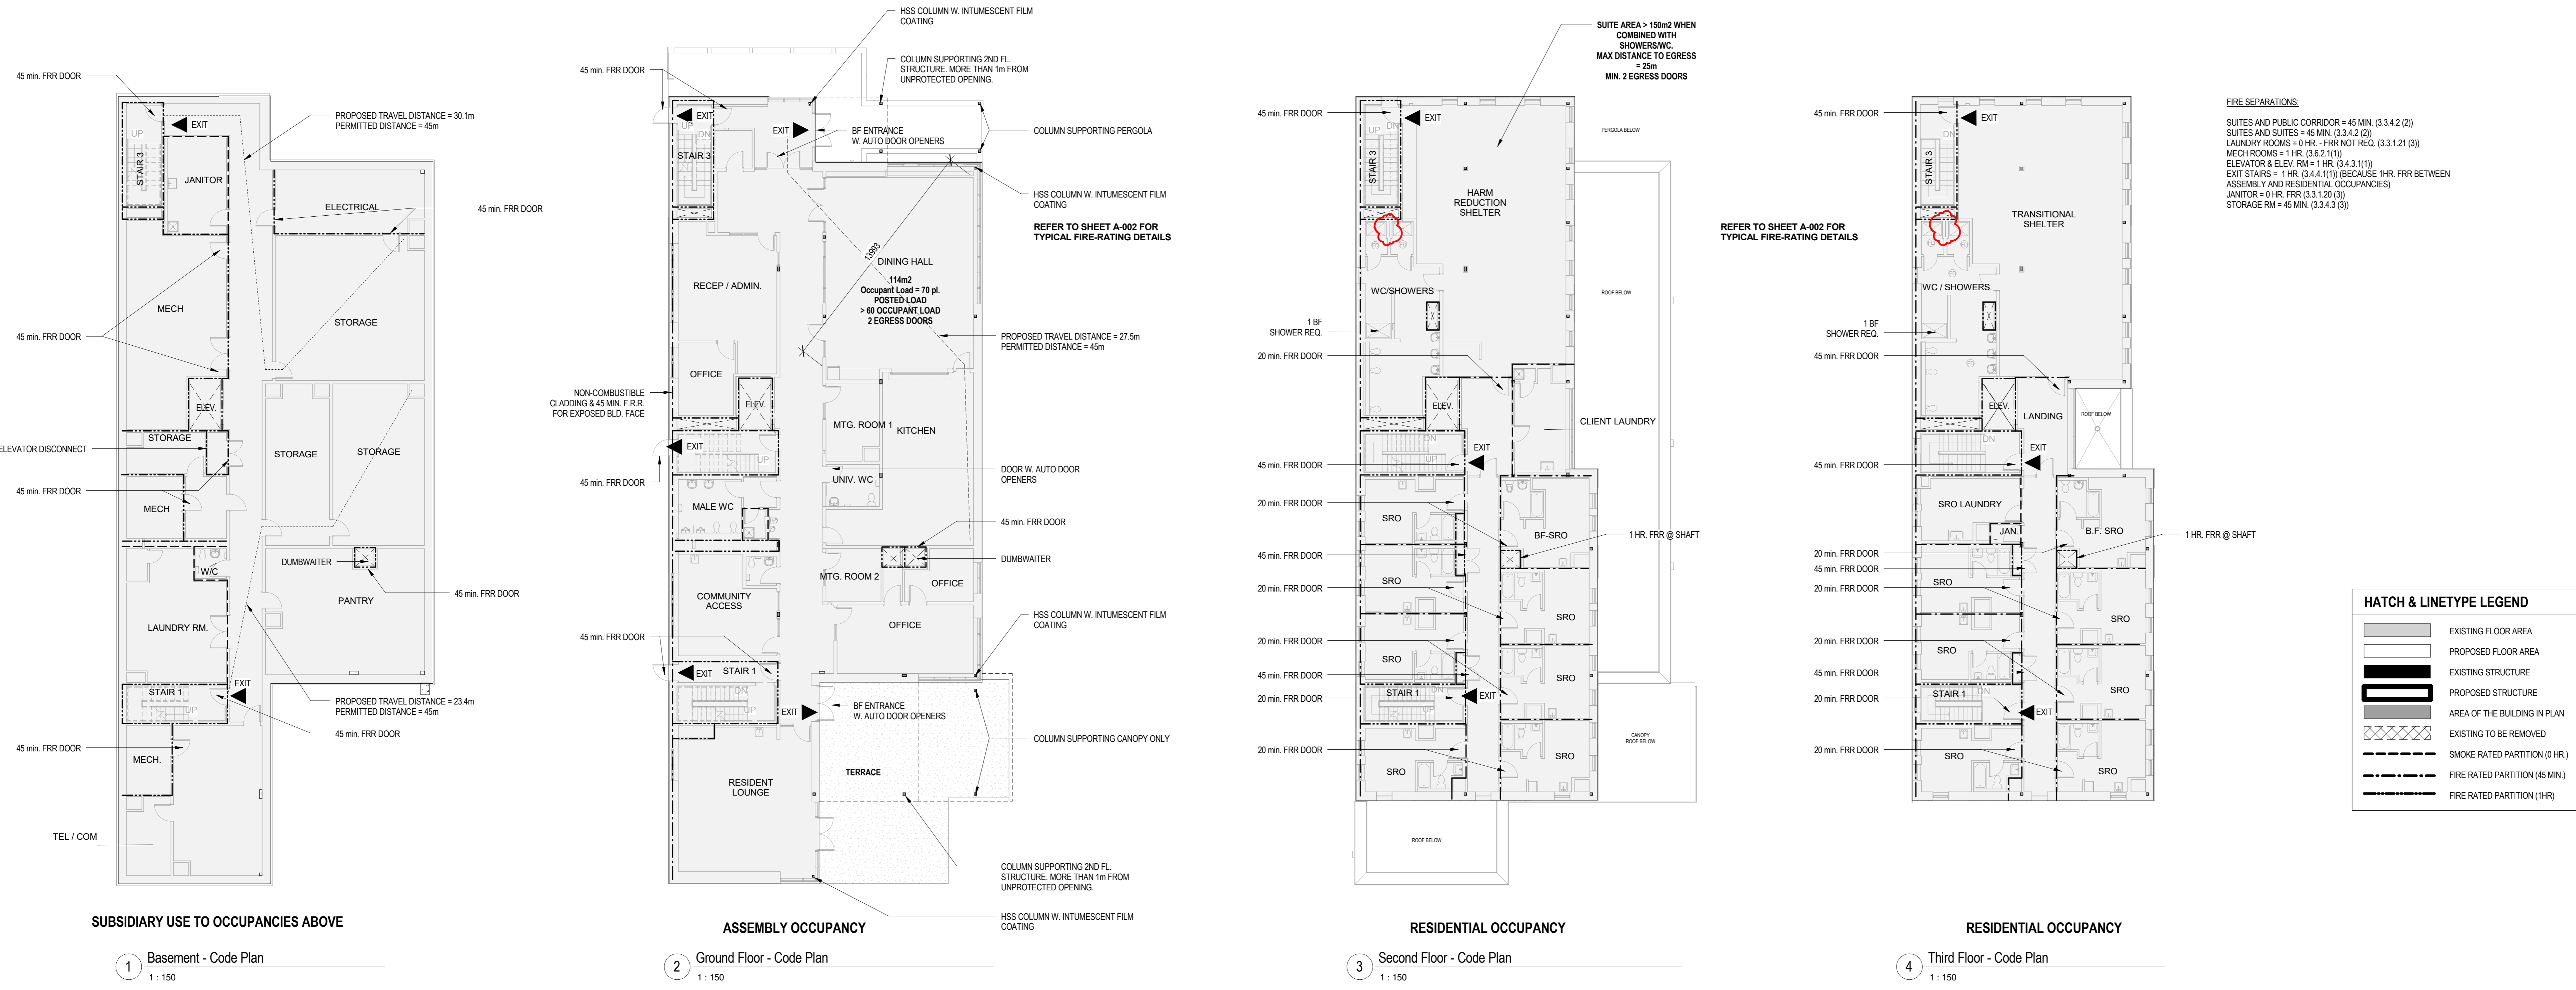 45 min. FRR DOOR
PROPOSED TRAVEL DISTANCE = 30.1m
PERMITTED DISTANCE = 45m
EXIT
UP
STAIR 3
JANITOR
ELECTRICAL
45 min. FRR DOOR
MECH
STORAGE
45 min. FRR DOOR
ELEV.
STORAGE
ELEVATOR DISCONNECT
STORAGE
STORAGE
45 min. FRR DOOR
MECH
W/C
DUMBWAITER
PANTRY
45 min. FRR DOOR
LAUNDRY RM.
STAIR 1
EXIT
PROPOSED TRAVEL DISTANCE = 23.4m
PERMITTED DISTANCE = 45m
45 min. FRR DOOR
45 min. FRR DOOR
MECH.
TEL / COM
SUBSIDIARY USE TO OCCUPANCIES ABOVE
1
Basement - Code Plan
1 : 150
HSS COLUMN W. INTUMESCENT FILM
COATING
45 min. FRR DOOR
COLUMN SUPPORTING 2ND FL.
STRUCTURE. MORE THAN 1m FROM
UNPROTECTED OPENING.
EXIT
UP
DN
EXIT
STAIR 3
BF ENTRANCE
W. AUTO DOOR OPENERS
COLUMN SUPPORTING PERGOLA
HSS COLUMN W. INTUMESCENT FILM
COATING
REFER TO SHEET A-002 FOR
TYPICAL FIRE-RATING DETAILS
13993
DINING HALL
114m2
Occupant Load = 70 pl.
POSTED LOAD
> 60 OCCUPANT LOAD
2 EGRESS DOORS
RECEP / ADMIN.
PROPOSED TRAVEL DISTANCE = 27.5m
PERMITTED DISTANCE = 45m
OFFICE
NON-COMBUSTIBLE
CLADDING & 45 MIN. F.R.R.
FOR EXPOSED BLD. FACE
ELEV.
MTG. ROOM 1
KITCHEN
EXIT
UP
DOOR W. AUTO DOOR
OPENERS
45 min. FRR DOOR
UNIV. WC
MALE WC
45 min. FRR DOOR
DUMBWAITER
MTG. ROOM 2
OFFICE
COMMUNITY
ACCESS
OFFICE
HSS COLUMN W. INTUMESCENT FILM
COATING
45 min. FRR DOOR
EXIT
STAIR 1
DN
UP
EXIT
BF ENTRANCE
W. AUTO DOOR OPENERS
COLUMN SUPPORTING CANOPY ONLY
TERRACE
RESIDENT
LOUNGE
COLUMN SUPPORTING 2ND FL.
STRUCTURE. MORE THAN 1m FROM
UNPROTECTED OPENING.
HSS COLUMN W. INTUMESCENT FILM
COATING
ASSEMBLY OCCUPANCY
2
Ground Floor - Code Plan
1 : 150
SUITE AREA > 150m2 WHEN
COMBINED WITH
SHOWERS/WC.
MAX DISTANCE TO EGRESS
= 25m
MIN. 2 EGRESS DOORS
45 min. FRR DOOR
EXIT
UP
DN
STAIR 3
PERGOLA BELOW
HARM
REDUCTION
SHELTER
REFER TO SHEET A-002 FOR
TYPICAL FIRE-RATING DETAILS
WC/SHOWERS
ROOF BELOW
1 BF
SHOWER REQ.
20 min. FRR DOOR
ELEV.
CLIENT LAUNDRY
DN
UP
EXIT
45 min. FRR DOOR
20 min. FRR DOOR
SRO
BF-SRO
1 HR. FRR @ SHAFT
45 min. FRR DOOR
SRO
20 min. FRR DOOR
SRO
20 min. FRR DOOR
SRO
45 min. FRR DOOR
SRO
STAIR 1
DN
UP
EXIT
20 min. FRR DOOR
CANOPY
ROOF BELOW
20 min. FRR DOOR
SRO
SRO
ROOF BELOW
RESIDENTIAL OCCUPANCY
3
Second Floor - Code Plan
1 : 150
45 min. FRR DOOR
EXIT
DN
STAIR 3
TRANSITIONAL
SHELTER
WC / SHOWERS
FD
1 BF
SHOWER REQ.
45 min. FRR DOOR
FD
ELEV.
LANDING
ROOF BELOW
DN
EXIT
45 min. FRR DOOR
SRO LAUNDRY
B.F. SRO
JAN.
1 HR. FRR @ SHAFT
20 min. FRR DOOR
45 min. FRR DOOR
20 min. FRR DOOR
SRO
SRO
20 min. FRR DOOR
SRO
45 min. FRR DOOR
SRO
STAIR 1
DN
20 min. FRR DOOR
EXIT
20 min. FRR DOOR
SRO
SRO
RESIDENTIAL OCCUPANCY
4
Third Floor - Code Plan
1 : 150
FIRE SEPARATIONS:
SUITES AND PUBLIC CORRIDOR = 45 MIN. (3.3.4.2 (2))
SUITES AND SUITES = 45 MIN. (3.3.4.2 (2))
LAUNDRY ROOMS = 0 HR. - FRR NOT REQ. (3.3.1.21 (3))
MECH ROOMS = 1 HR. (3.6.2.1(1))
ELEVATOR & ELEV. RM = 1 HR. (3.4.3.1(1))
EXIT STAIRS = 1 HR. (3.4.4.1(1)) (BECAUSE 1HR. FRR BETWEEN
ASSEMBLY AND RESIDENTIAL OCCUPANCIES)
JANITOR = 0 HR. FRR (3.3.1.20 (3))
STORAGE RM = 45 MIN. (3.3.4.3 (3))
HATCH & LINETYPE LEGEND
EXISTING FLOOR AREA
PROPOSED FLOOR AREA
EXISTING STRUCTURE
PROPOSED STRUCTURE
AREA OF THE BUILDING IN PLAN
EXISTING TO BE REMOVED
SMOKE RATED PARTITION (0 HR.)
FIRE RATED PARTITION (45 MIN.)
FIRE RATED PARTITION (1HR)